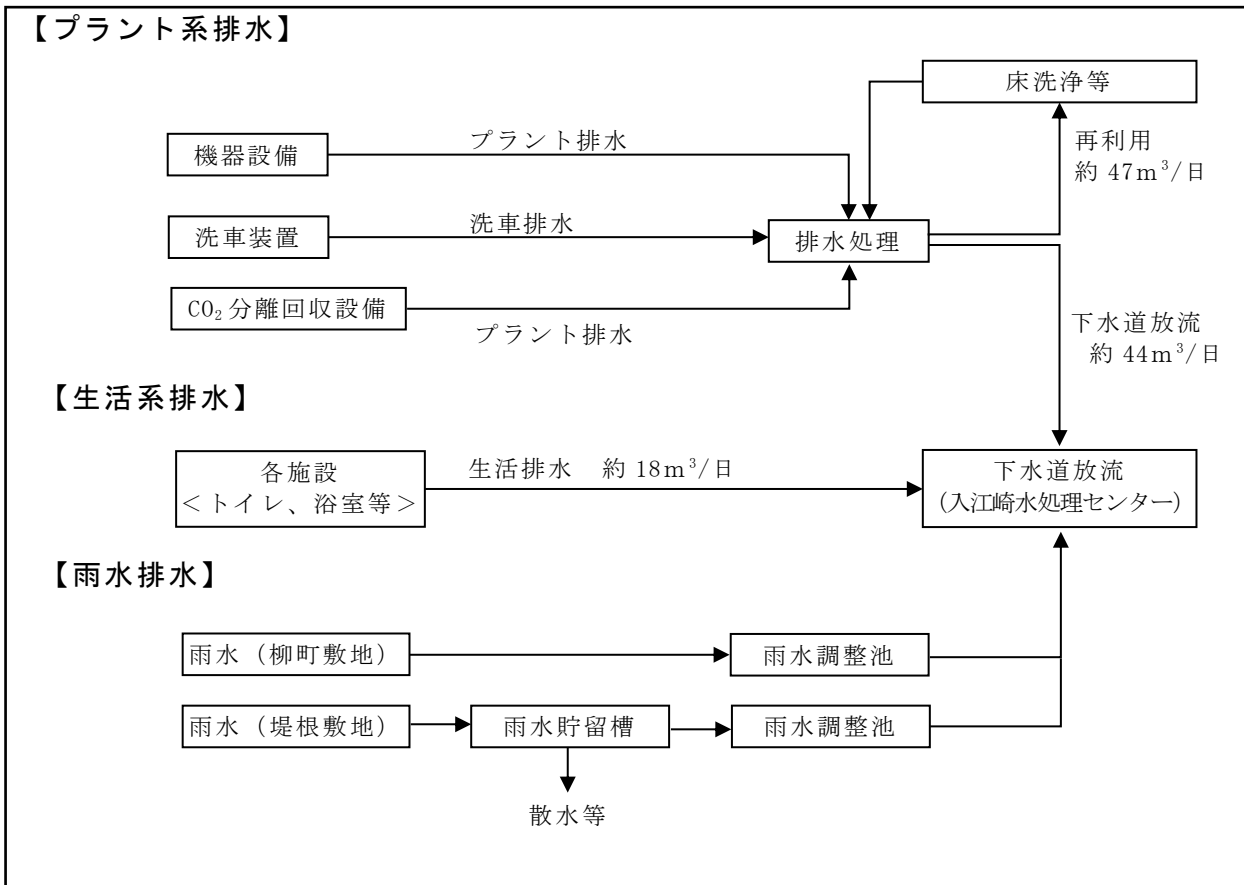 【プラント系排水】
床洗浄等
機器設備
プラント排水
再利用
約 47m³/日
洗車装置
洗車排水
排水処理
CO₂分離回収設備
プラント排水
下水道放流
約 44m³/日
【生活系排水】
各施設
＜トイレ、浴室等＞
生活排水　約 18m³/日
下水道放流
(入江崎水処理センター)
【雨水排水】
雨水（柳町敷地）
雨水調整池
雨水（堤根敷地）
雨水貯留槽
雨水調整池
散水等